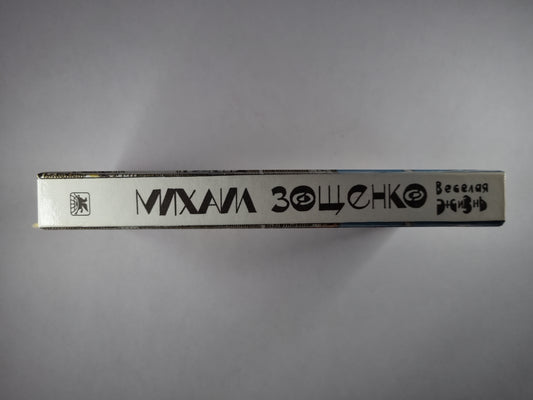 МИХАИЛ ЗОЩЕНКО
Веселая
жизнь